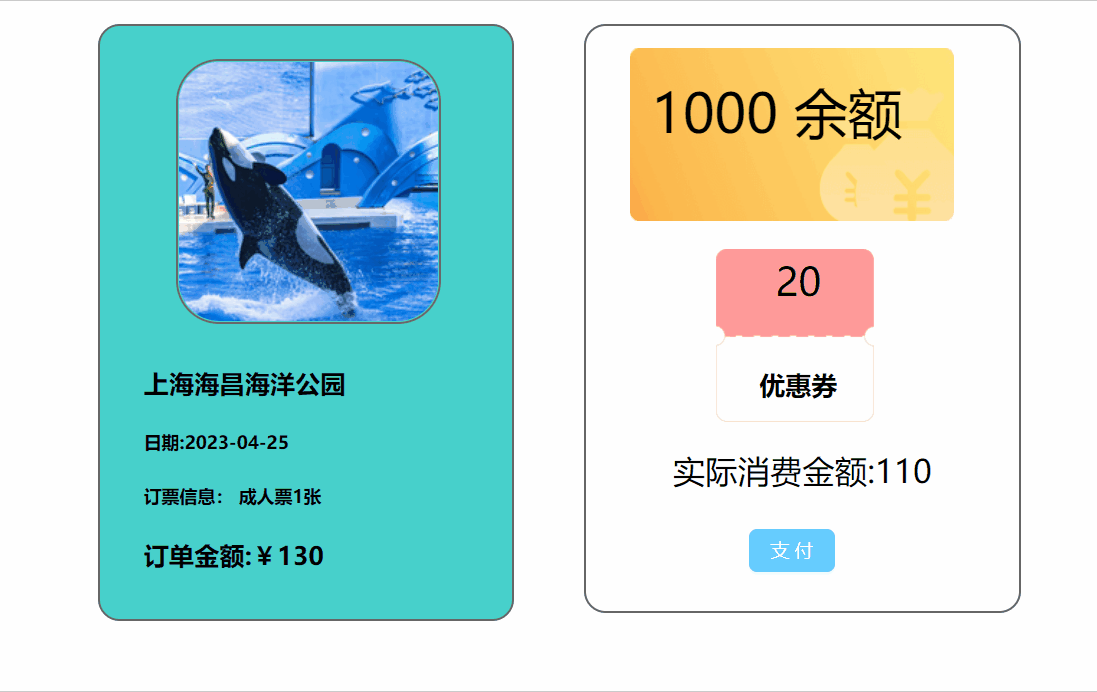 上海海昌海洋公园
日期:2023-04-25
订票信息： 成人票1张
订单金额:￥130
1000 余额
￥
20
优惠券
实际消费金额:110
支付